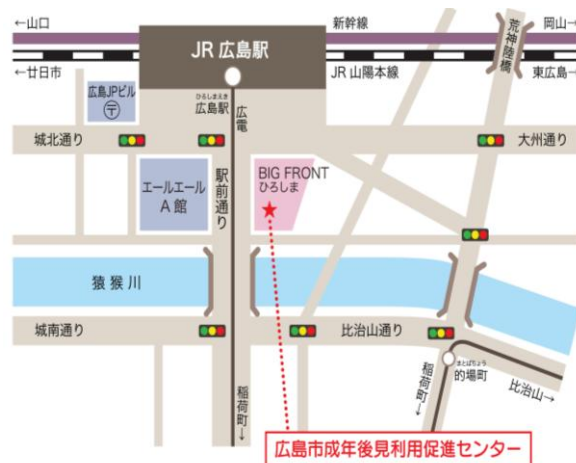 ←山口
新幹線
岡山→
←廿日市
JR 広島駅
JR 山陽本線
東広島→
荒神陸橋
広島JPビル
〒
ひろしまえき
広島駅
広電
城北通り
大州通り
エールエール
A 館
駅前通り
BIG FRONT
ひろしま
猿猴川
城南通り
比治山通り
まとばちょう
的場町
稲荷町→
稲荷町→
比治山→
広島市成年後見利用促進センター